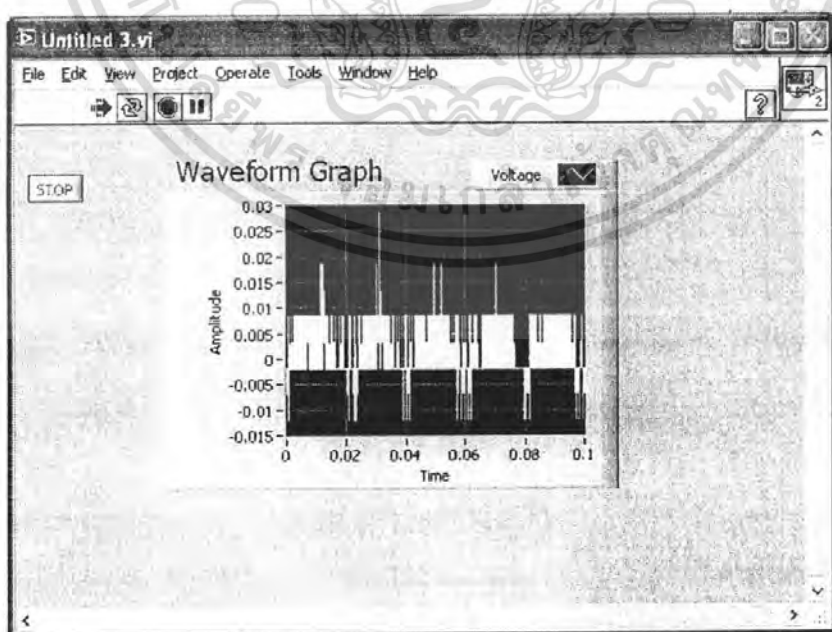 Untitled 3.vi
File Edit View Project Operate Tools Window Help
?
2
STOP
Waveform Graph
Voltage
0.03
0.025
0.02
0.015
0.01
0.005
0
-0.005
-0.01
-0.015
Amplitude
0 0.02 0.04 0.06 0.08 0.1
Time